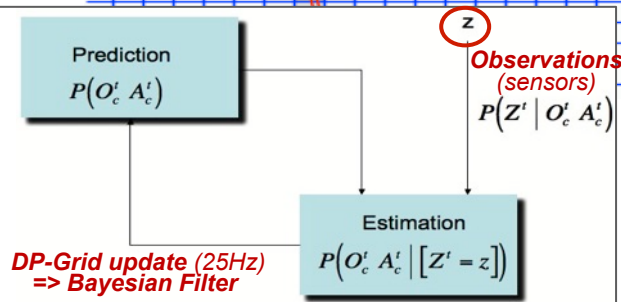 Prediction
P(O_c^t A_c^t)
z
Observations
(sensors)
P(Z^t | O_c^t A_c^t)
Estimation
P(O_c^t A_c^t | [Z^t = z])
DP-Grid update (25Hz)
=> Bayesian Filter